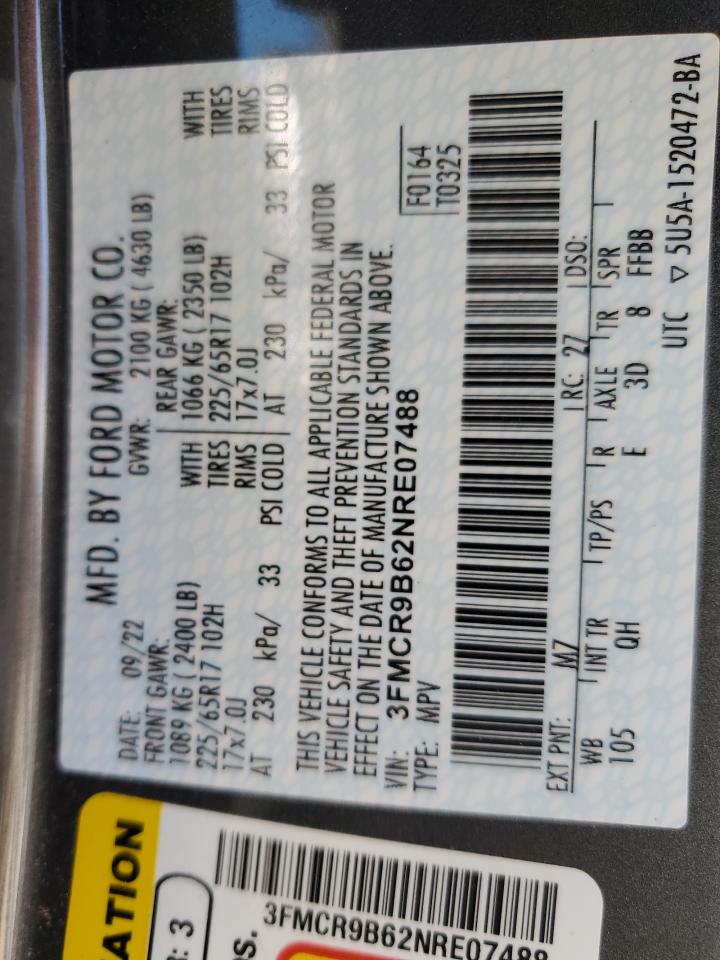 MFD. BY FORD MOTOR CO.
DATE: 09/22 GVWR: 2100 KG ( 4630 LB)
FRONT GAWR: REAR GAWR:
1089 KG ( 2400 LB) WITH 1066 KG ( 2350 LB) WITH
225/65R17 102H TIRES 225/65R17 102H TIRES
17x7.0J RIMS 17x7.0J RIMS
AT 230 kPa/ 33 PSI COLD AT 230 kPa/ 33 PSI COLD
THIS VEHICLE CONFORMS TO ALL APPLICABLE FEDERAL MOTOR
VEHICLE SAFETY AND THEFT PREVENTION STANDARDS IN
EFFECT ON THE DATE OF MANUFACTURE SHOWN ABOVE.
VIN: 3FMCR9B62NRE07488 F0164
TYPE: MPV T0325
EXT PNT: M7 RC: 27 DSO:
WB INT TR TP/PS R AXLE TR SPR
105 QH E 3D 8 FFBB
UTC ▽ 5U5A-1520472-BA
ATION
R: 3
3FMCR9B62NRE07488